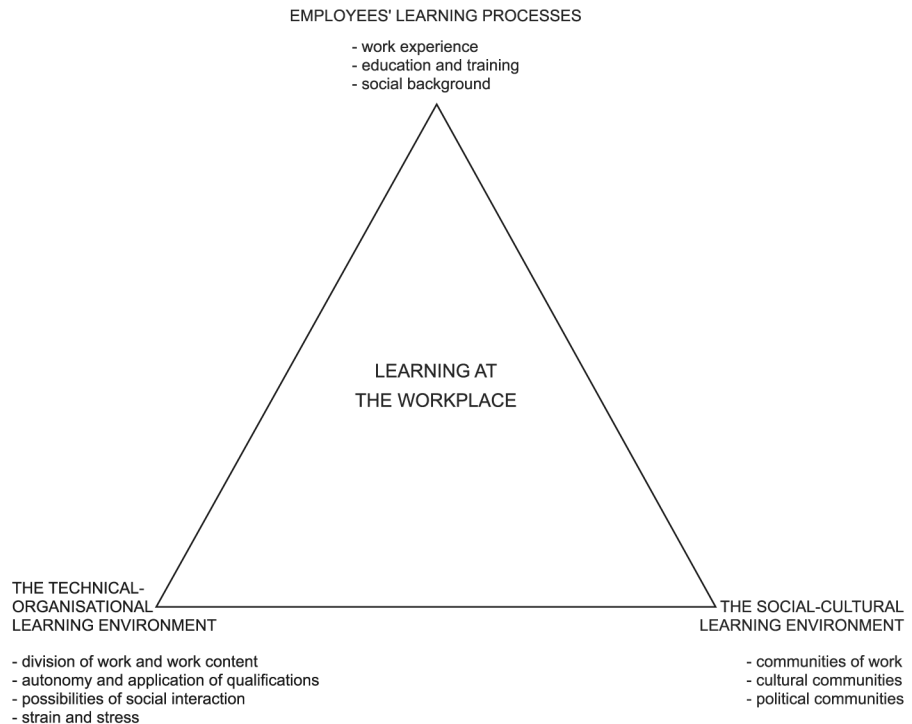 EMPLOYEES' LEARNING PROCESSES
- work experience
- education and training
- social background
LEARNING AT
THE WORKPLACE
THE TECHNICAL-
ORGANISATIONAL
LEARNING ENVIRONMENT
- division of work and work content
- autonomy and application of qualifications
- possibilities of social interaction
- strain and stress
THE SOCIAL-CULTURAL
LEARNING ENVIRONMENT
- communities of work
- cultural communities
- political communities